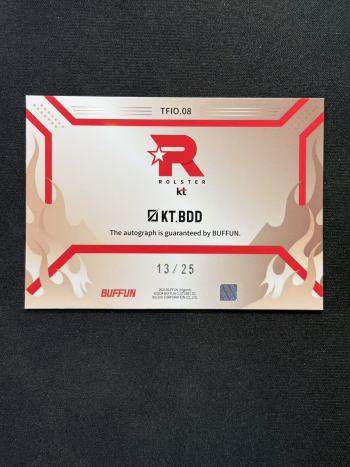 TFIO.08
R
ROLSTER
kt
KT.BDD
The autograph is guaranteed by BUFFUN.
13/25
BUFFUN